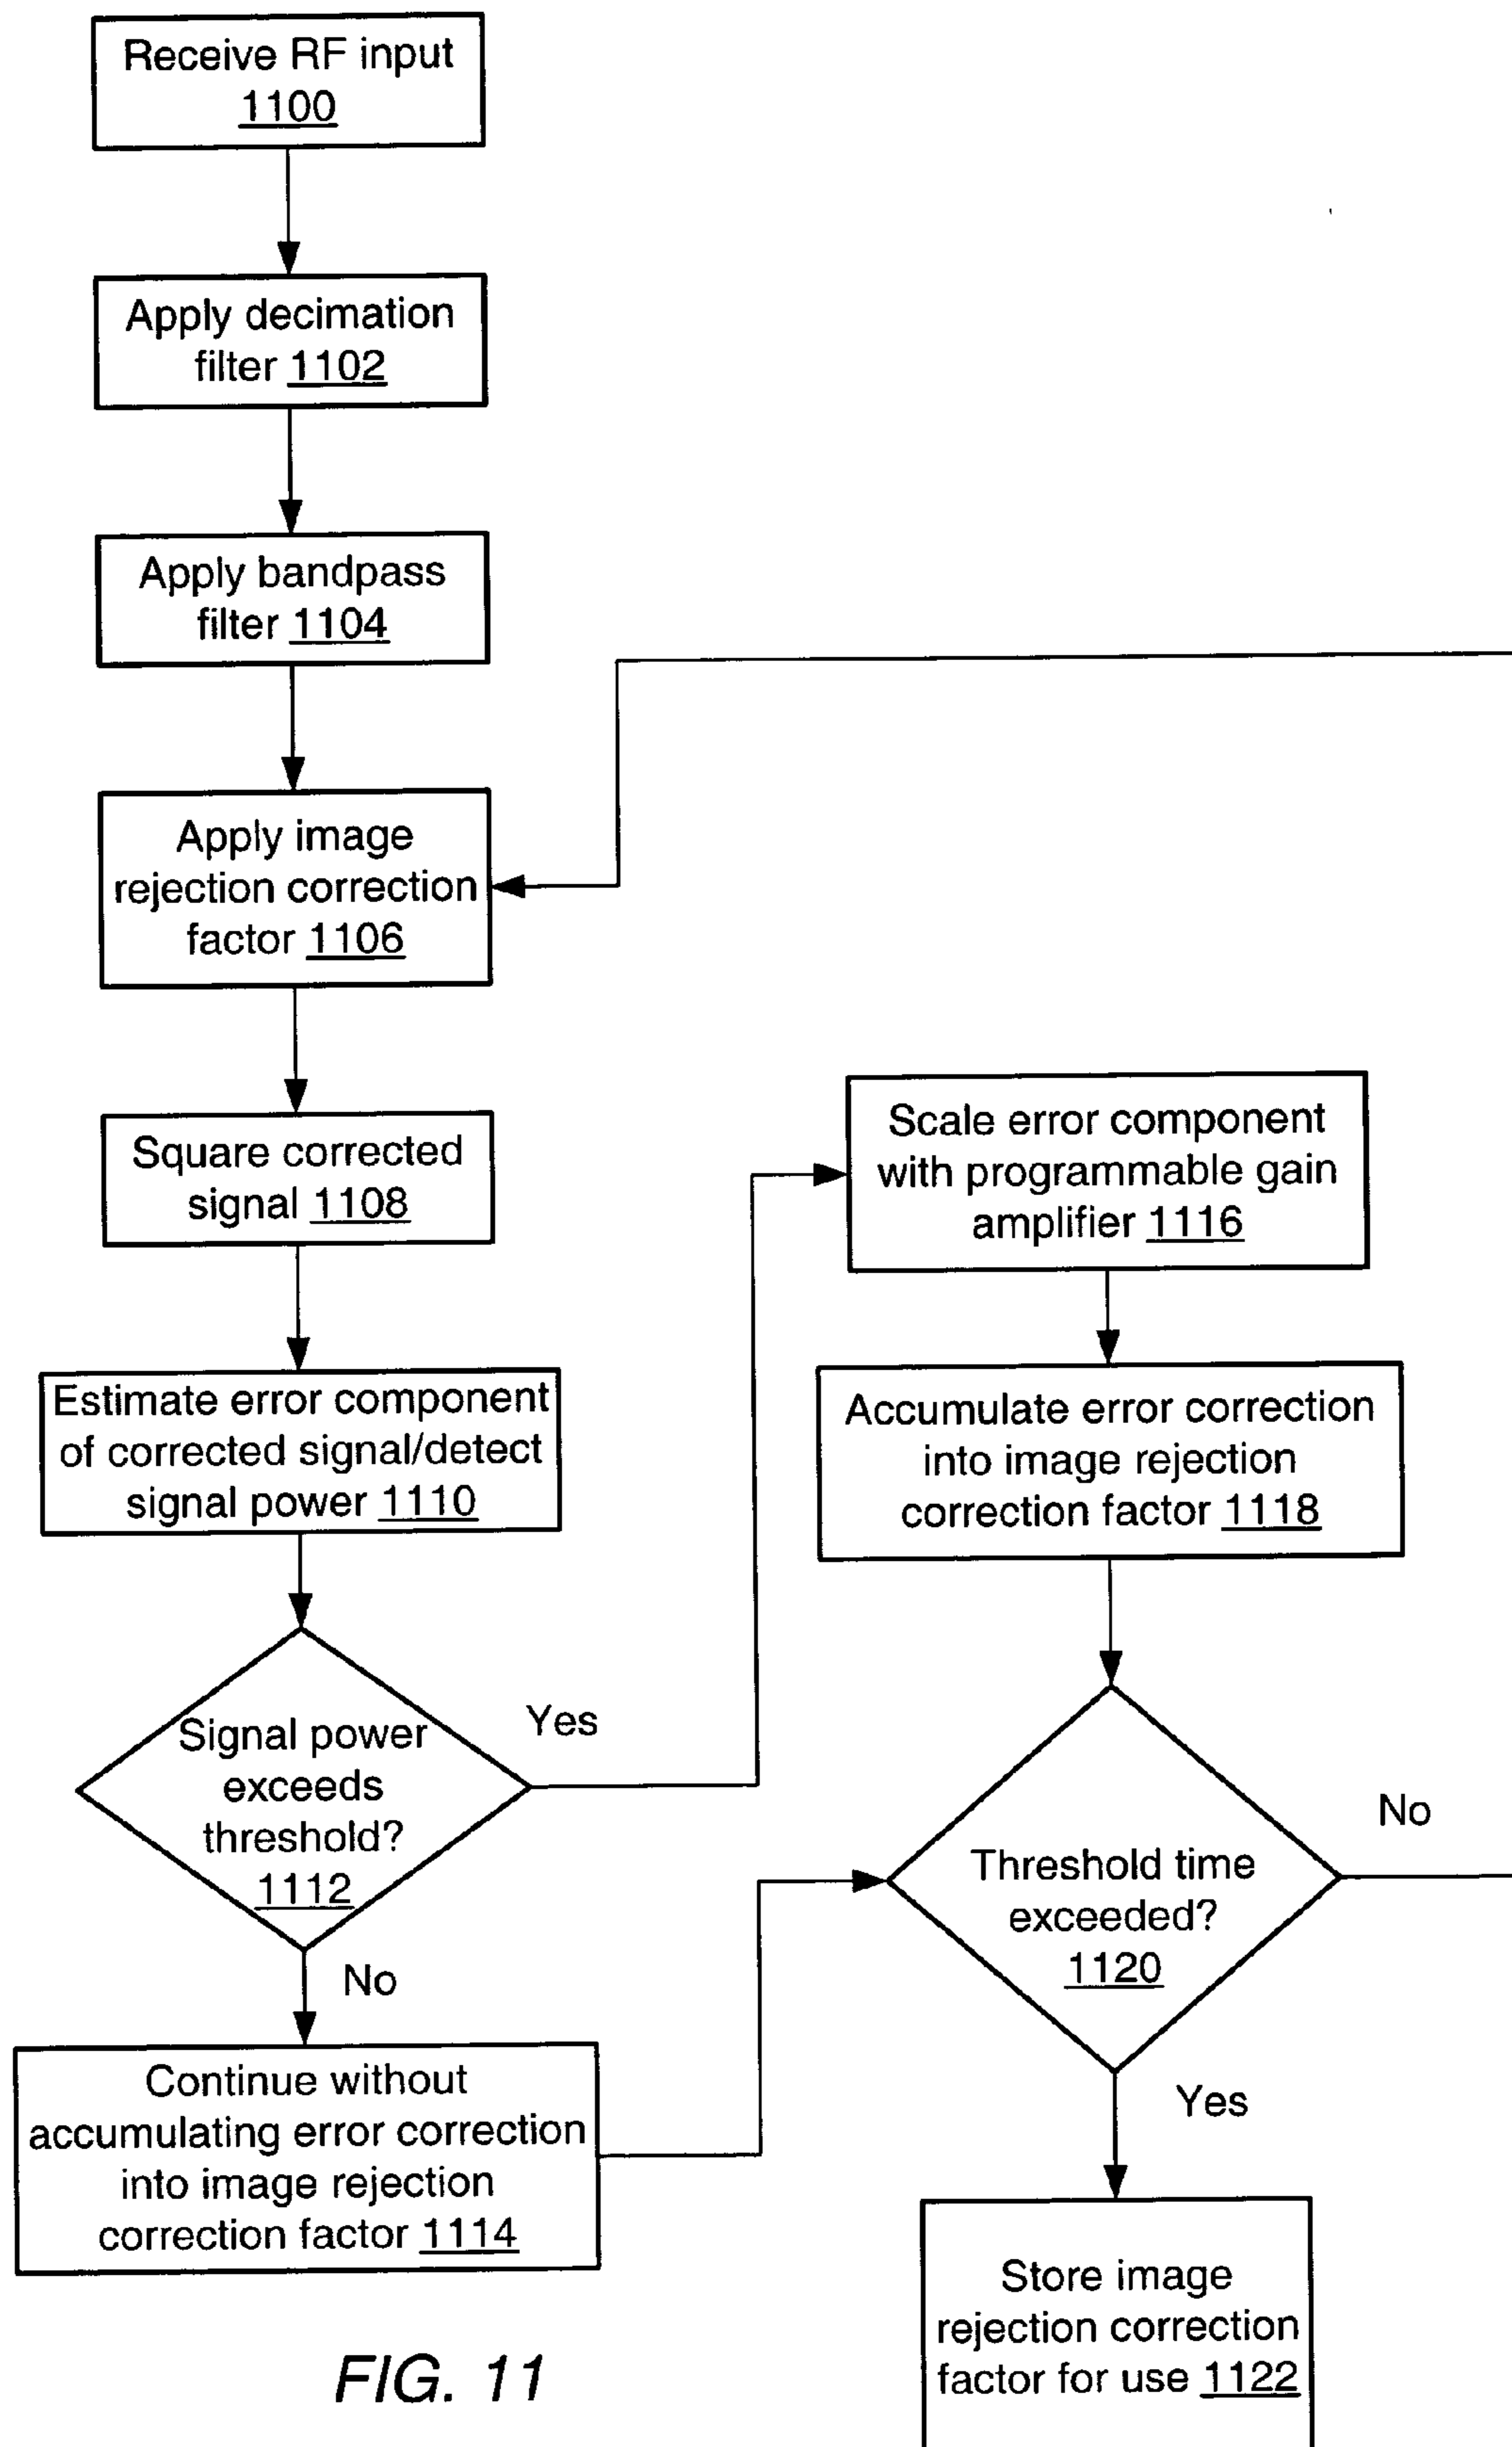 Receive RF input
1100
Apply decimation
filter 1102
Apply bandpass
filter 1104
Apply image
rejection correction
factor 1106
Square corrected
signal 1108
Estimate error component
of corrected signal/detect
signal power 1110
Signal power
exceeds
threshold?
1112
Yes
No
Continue without
accumulating error correction
into image rejection
correction factor 1114
Scale error component
with programmable gain
amplifier 1116
Accumulate error correction
into image rejection
correction factor 1118
Threshold time
exceeded?
1120
No
Yes
Store image
rejection correction
factor for use 1122
FIG. 11